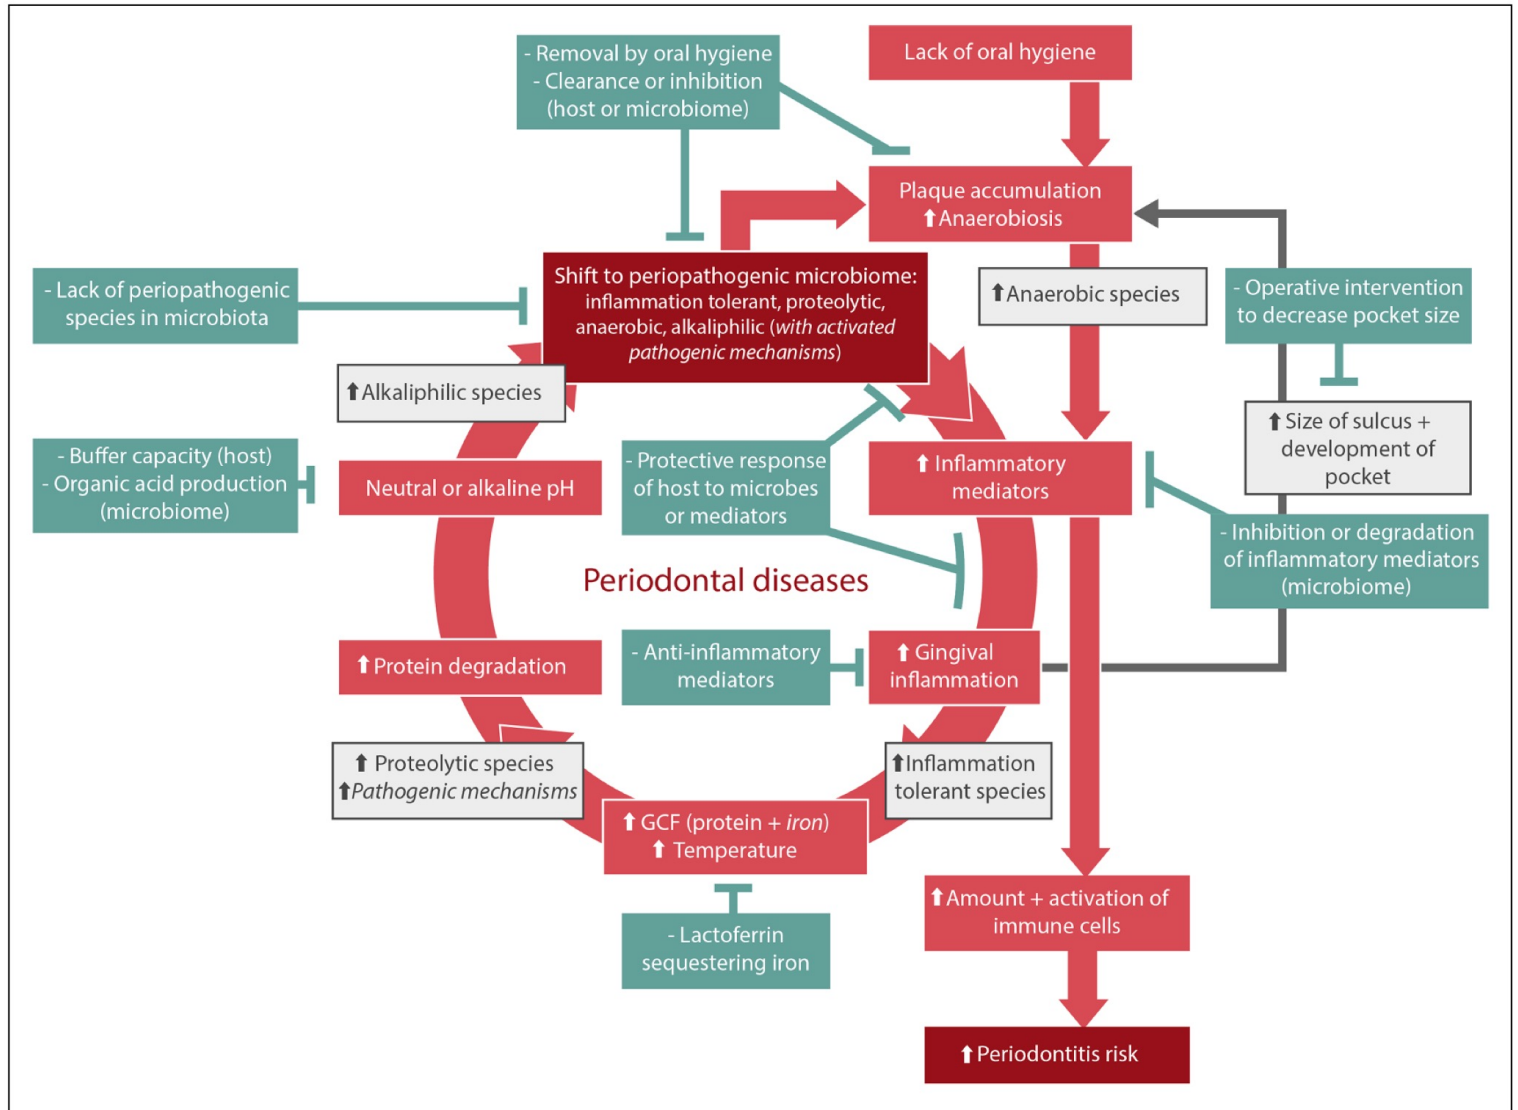 - Removal by oral hygiene
- Clearance or inhibition
(host or microbiome)
Lack of oral hygiene
Plaque accumulation
⬆Anaerobiosis
Shift to periopathogenic microbiome:
inflammation tolerant, proteolytic,
anaerobic, alkaliphilic (with activated
pathogenic mechanisms)
⬆Anaerobic species
- Operative intervention
to decrease pocket size
- Lack of periopathogenic
species in microbiota
⬆Alkaliphilic species
⬆ Size of sulcus +
development of
pocket
- Buffer capacity (host)
- Organic acid production
(microbiome)
Neutral or alkaline pH
- Protective response
of host to microbes
or mediators
⬆ Inflammatory
mediators
- Inhibition or degradation
of inflammatory mediators
(microbiome)
Periodontal diseases
⬆Protein degradation
- Anti-inflammatory
mediators
⬆ Gingival
inflammation
⬆ Proteolytic species
⬆Pathogenic mechanisms
⬆Inflammation
tolerant species
⬆ GCF (protein + iron)
⬆ Temperature
- Lactoferrin
sequestering iron
⬆Amount + activation of
immune cells
⬆Periodontitis risk